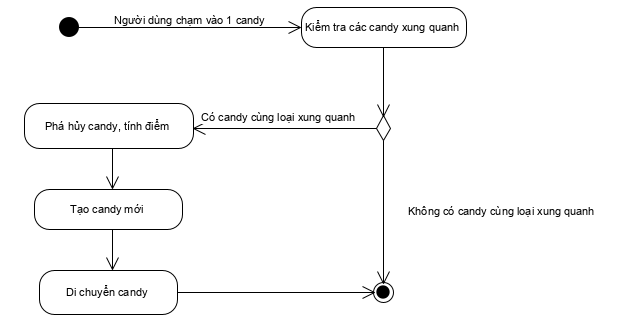 Người dùng chạm vào 1 candy
Kiểm tra các candy xung quanh
Có candy cùng loại xung quanh
Phá hủy candy, tính điểm
Tạo candy mới
Không có candy cùng loại xung quanh
Di chuyển candy